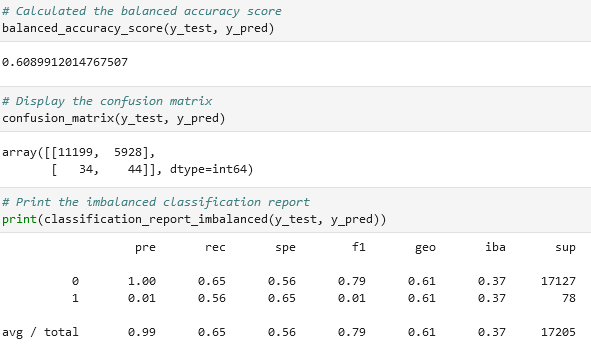 # Calculated the balanced accuracy score
balanced_accuracy_score(y_test, y_pred)
0.6089912014767507
# Display the confusion matrix
confusion_matrix(y_test, y_pred)
array([[11199,  5928],
       [   34,    44]], dtype=int64)
# Print the imbalanced classification report
print(classification_report_imbalanced(y_test, y_pred))
pre rec spe f1 geo iba sup
0 1.00 0.65 0.56 0.79 0.61 0.37 17127
1 0.01 0.56 0.65 0.01 0.61 0.37 78
avg / total 0.99 0.65 0.56 0.79 0.61 0.37 17205